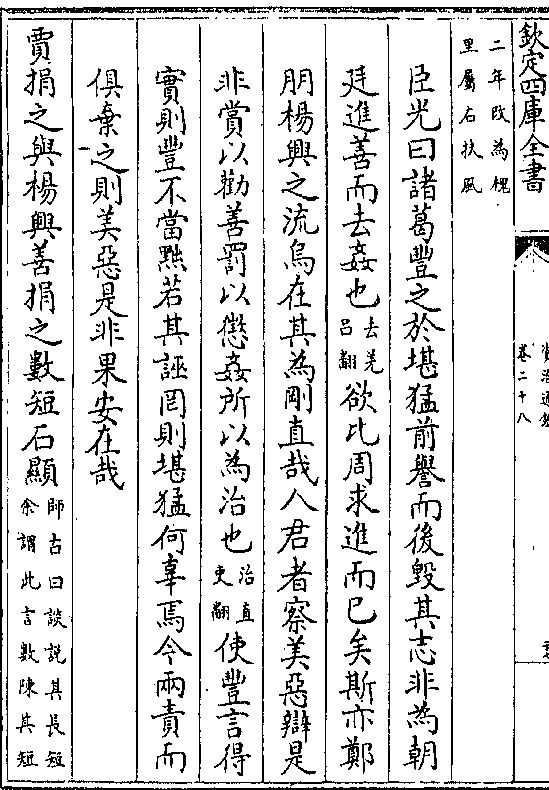 欽定四庫全書
卷二十八
二年改為槐
里屬右扶風
臣光曰諸葛豐之於堪猛前譽而後毀其志非為朝
廷進善而去姦也去羌呂翻欲比周求進而已矣斯亦鄭
朋楊興之流烏在其為剛直哉人君者察美惡辯是
非賞以勸善罰以懲姦所以為治也治直吏翻使豐言得
實則豐不當黜若其誣罔則堪猛何辜焉今兩責而
俱棄之則美惡是非果安在哉
賈捐之與楊興善捐之數短石顯師古曰談說其長短余謂此言數陳其短